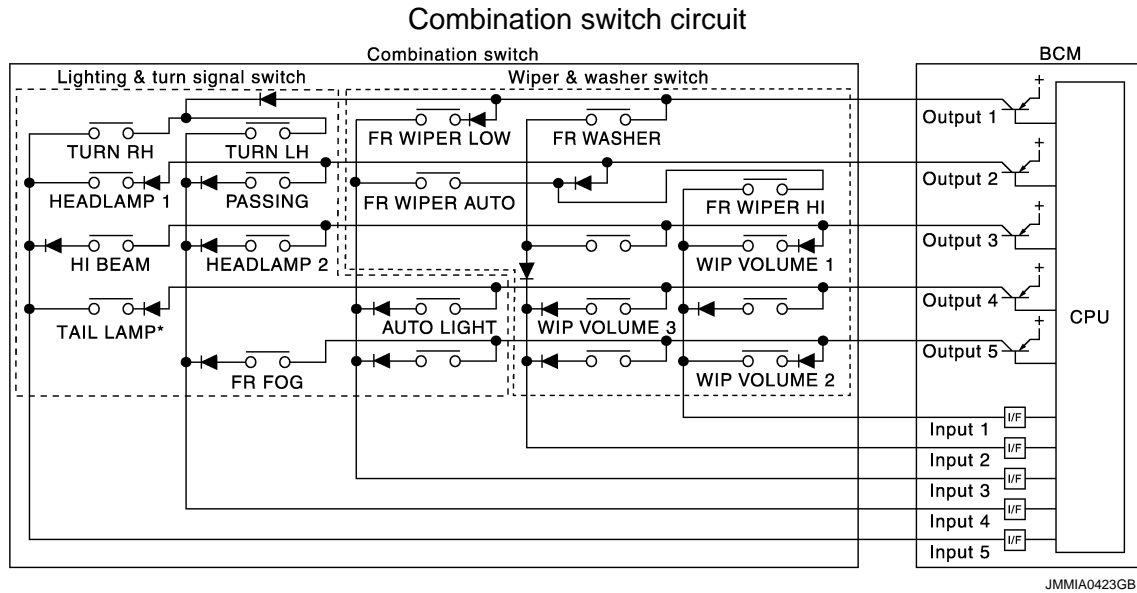 Combination switch circuit
Combination switch
BCM
Lighting & turn signal switch
Wiper & washer switch
+
Output 1
TURN RH
TURN LH
FR WIPER LOW
FR WASHER
+
Output 2
HEADLAMP 1
PASSING
FR WIPER AUTO
FR WIPER HI
+
Output 3
HI BEAM
HEADLAMP 2
WIP VOLUME 1
+
Output 4
TAIL LAMP*
AUTO LIGHT
WIP VOLUME 3
CPU
+
Output 5
FR FOG
WIP VOLUME 2
I/F
Input 1
I/F
Input 2
I/F
Input 3
I/F
Input 4
I/F
Input 5
JMMIA0423GB